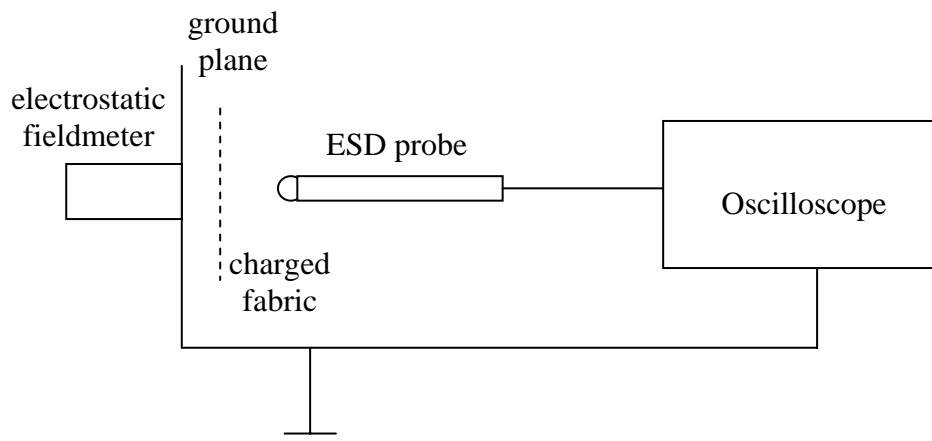 ground
plane
electrostatic
fieldmeter
ESD probe
Oscilloscope
charged
fabric